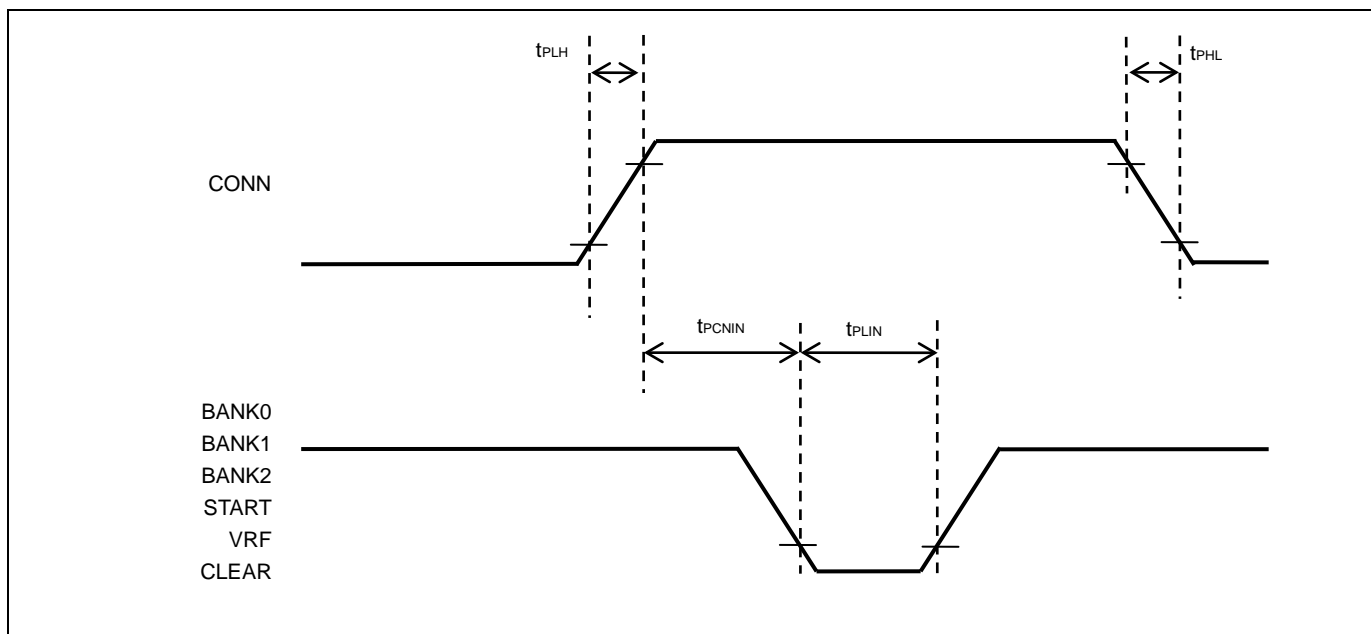 tPLH
tPHL
CONN
tPCNIN
tPLIN
BANK0
BANK1
BANK2
START
VRF
CLEAR